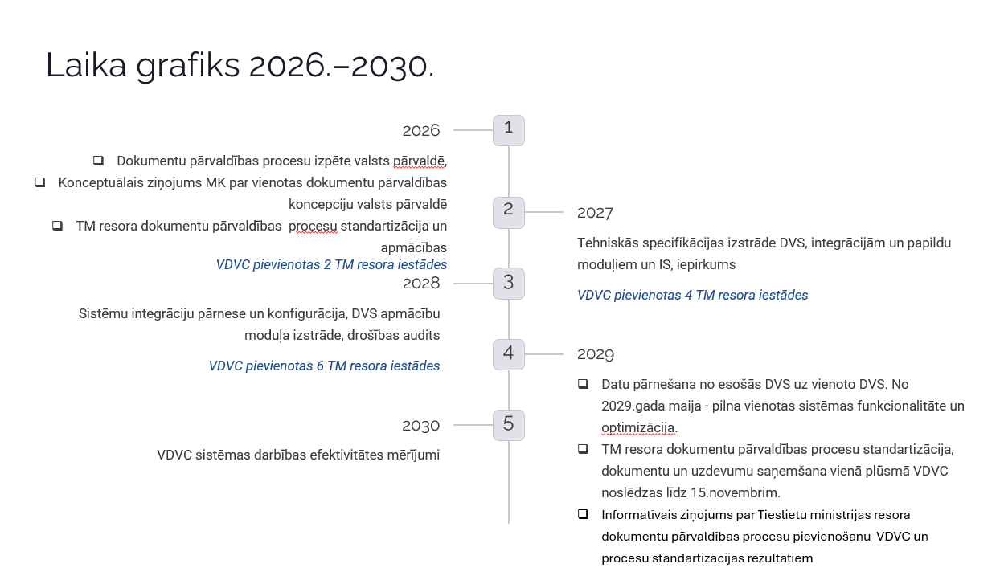 Laika grafiks 2026.–2030.
1
2026
❑ Dokumentu pārvaldības procesu izpēte valsts pārvaldē,
❑ Konceptuālais ziņojums MK par vienotas dokumentu pārvaldības
koncepciju valsts pārvaldē
❑ TM resora dokumentu pārvaldības  procesu standartizācija un
apmācības
VDVC pievienotas 2 TM resora iestādes
2
2027
Tehniskās specifikācijas izstrāde DVS, integrācijām un papildu
moduļiem un IS, iepirkums
VDVC pievienotas 4 TM resora iestādes
3
2028
Sistēmu integrāciju pārnese un konfigurācija, DVS apmācību
moduļa izstrāde, drošības audits
VDVC pievienotas 6 TM resora iestādes
4
2029
❑ Datu pārnešana no esošās DVS uz vienoto DVS. No
2029.gada maija - pilna vienotas sistēmas funkcionalitāte un
optimizācija.
❑ TM resora dokumentu pārvaldības procesu standartizācija,
dokumentu un uzdevumu saņemšana vienā plūsmā VDVC
noslēdzas līdz 15.novembrim.
❑ Informatīvais ziņojums par Tieslietu ministrijas resora
dokumentu pārvaldības procesu pievienošanu  VDVC un
procesu standartizācijas rezultātiem
5
2030
VDVC sistēmas darbības efektivitātes mērījumi